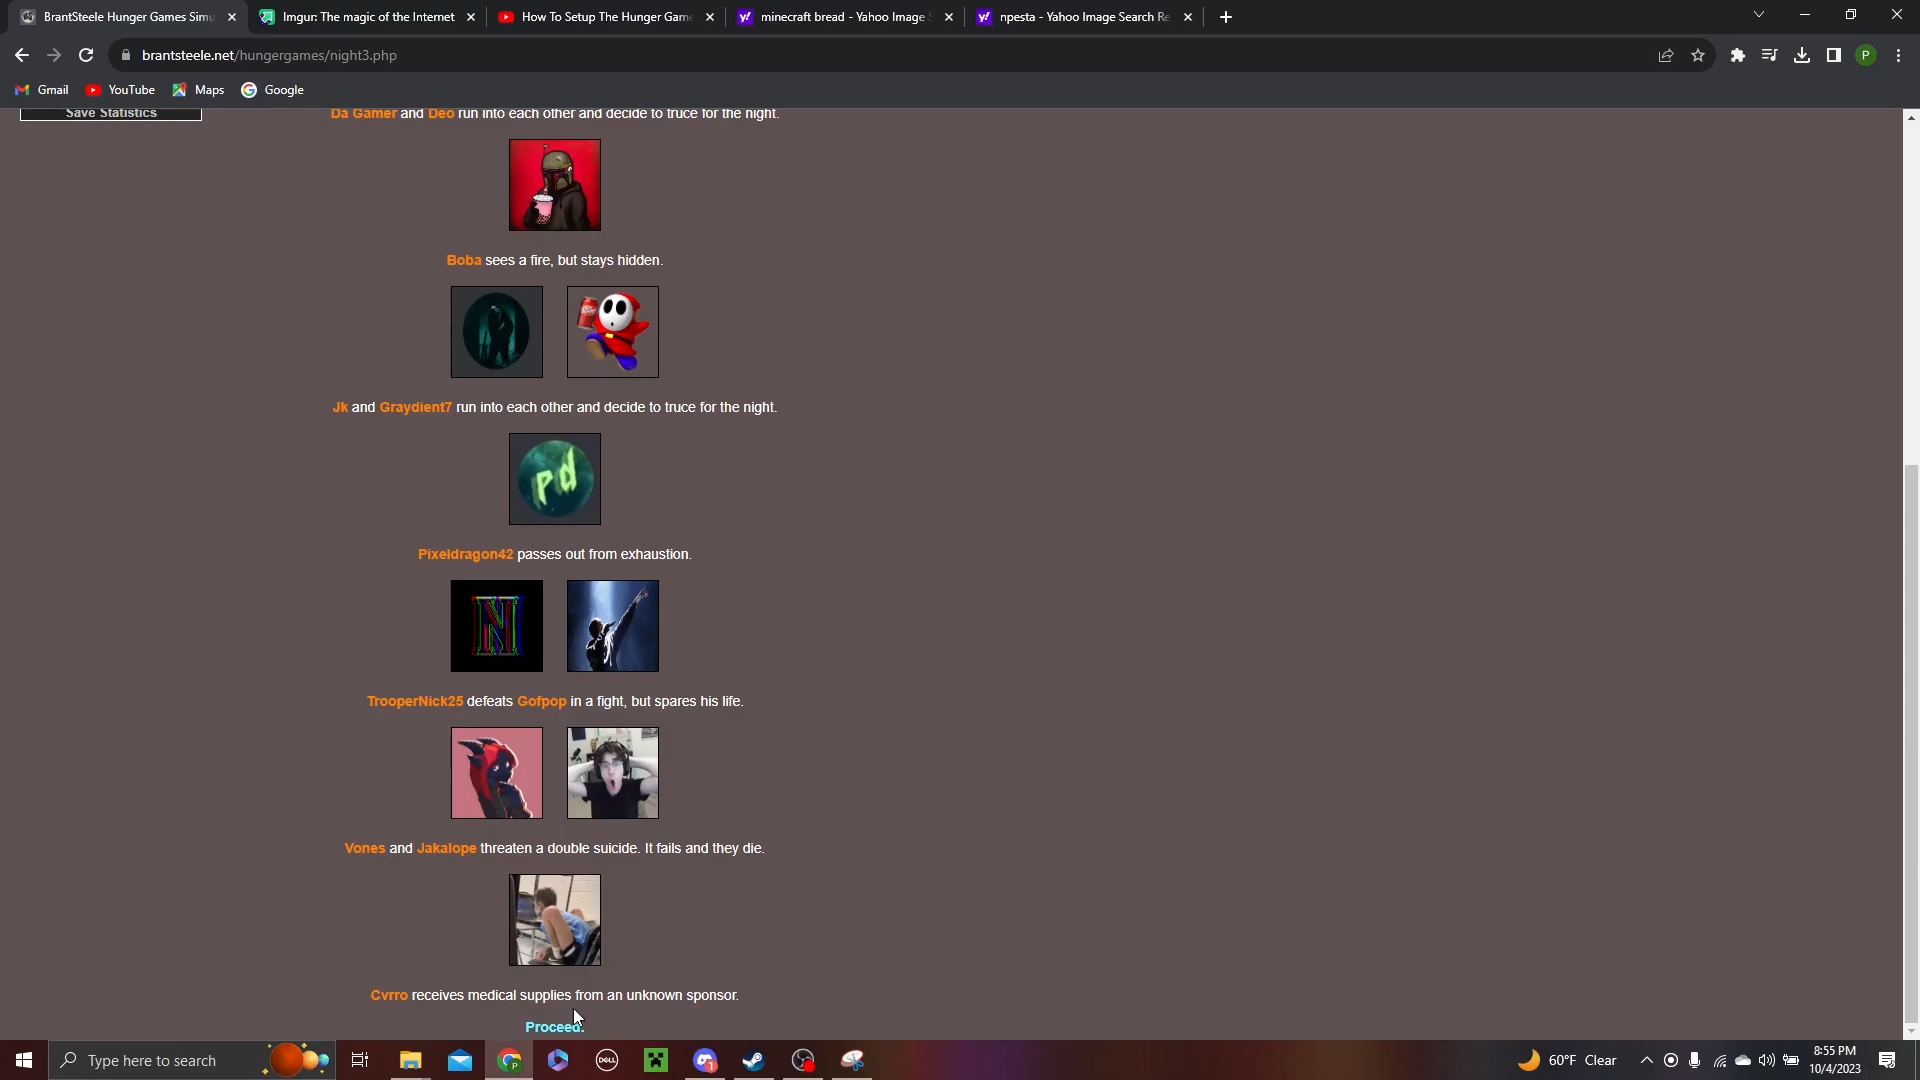 BrantSteele Hunger Games Simu
Imgur: The magic of the Internet
How To Setup The Hunger Game
minecraft bread - Yahoo Image S
npesta - Yahoo Image Search Re
brantsteele.net/hungergames/night3.php
P
Gmail
YouTube
Maps
Google
Save Statistics
Da Gamer and Deo run into each other and decide to truce for the night.
Boba sees a fire, but stays hidden.
Jk and Graydient7 run into each other and decide to truce for the night.
pd
Pixeldragon42 passes out from exhaustion.
N
TrooperNick25 defeats Gofpop in a fight, but spares his life.
Vones and Jakalope threaten a double suicide. It fails and they die.
Cvrro receives medical supplies from an unknown sponsor.
Proceed.
Type here to search
DELL
1
60°F Clear
8:55 PM
10/4/2023